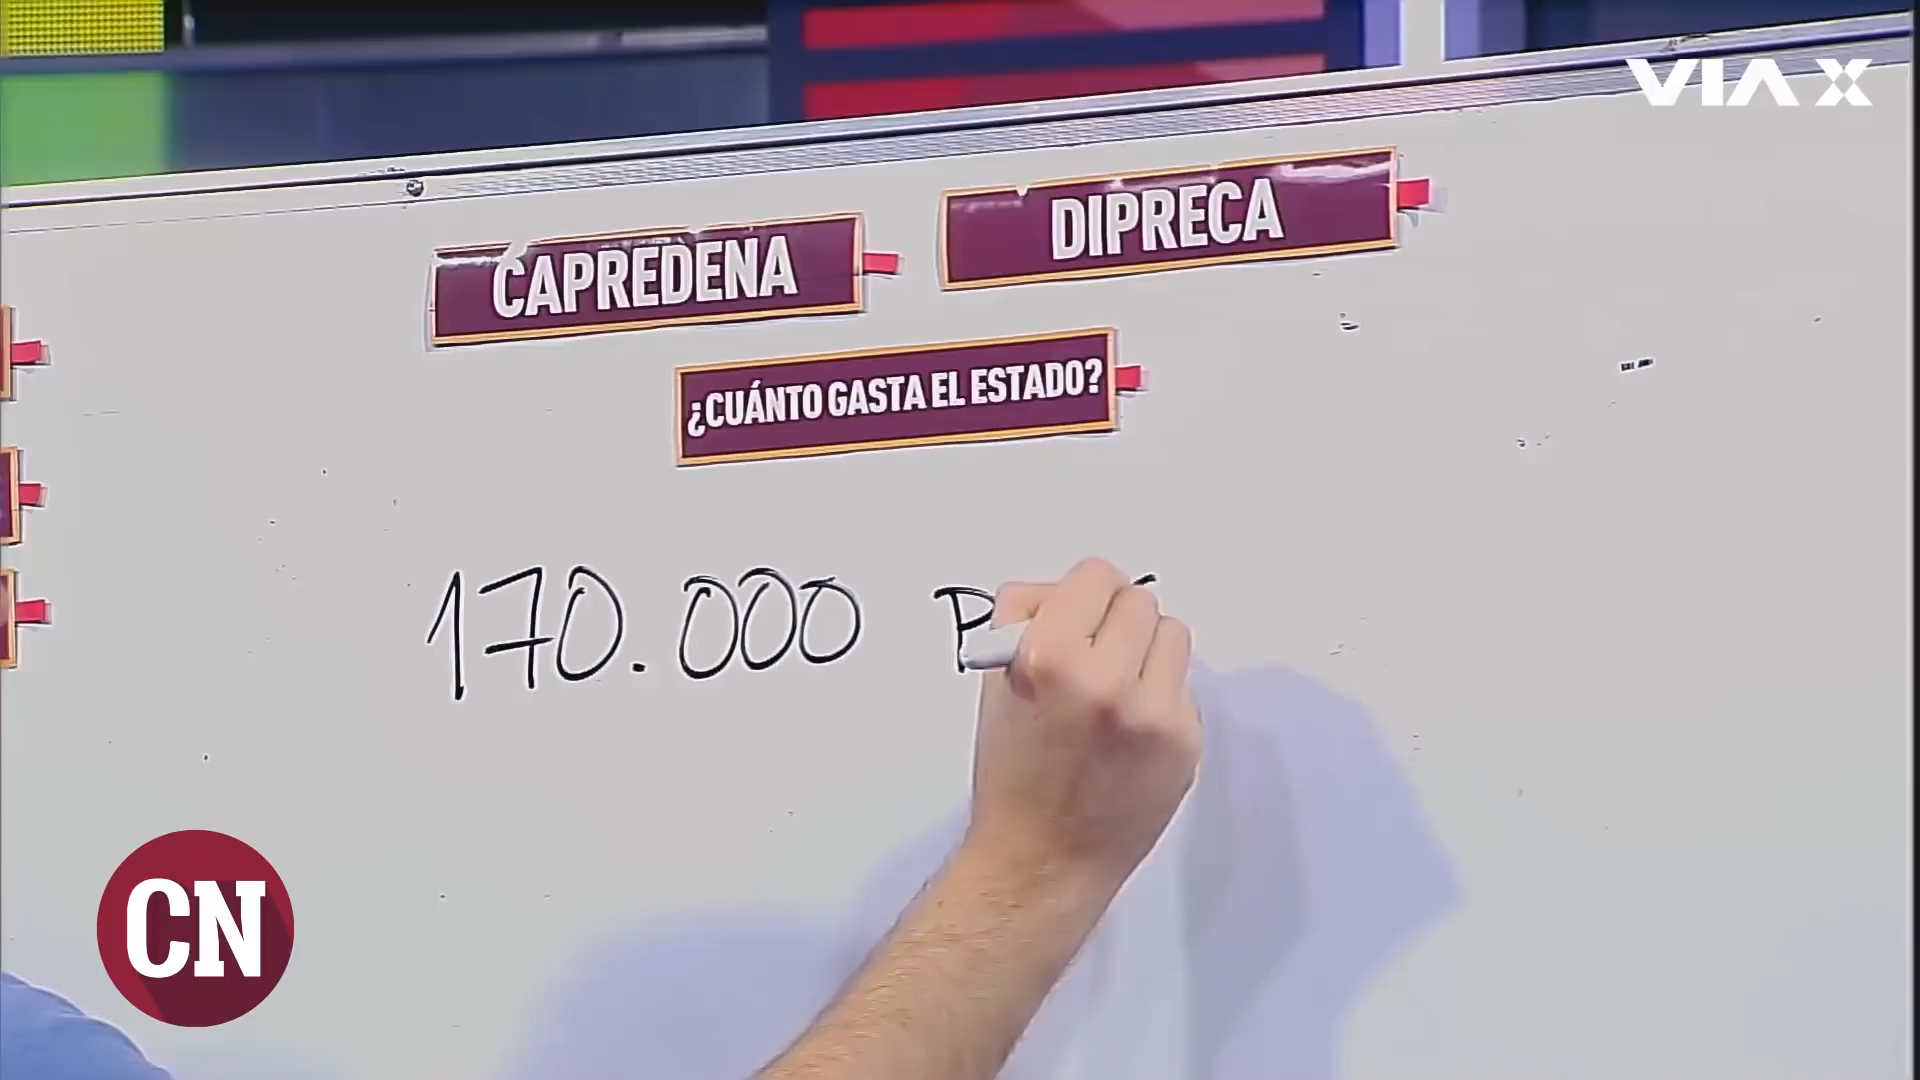 VIA X
CAPREDENA
DIPRECA
¿CUÁNTO GASTA EL ESTADO?
170.000
CN